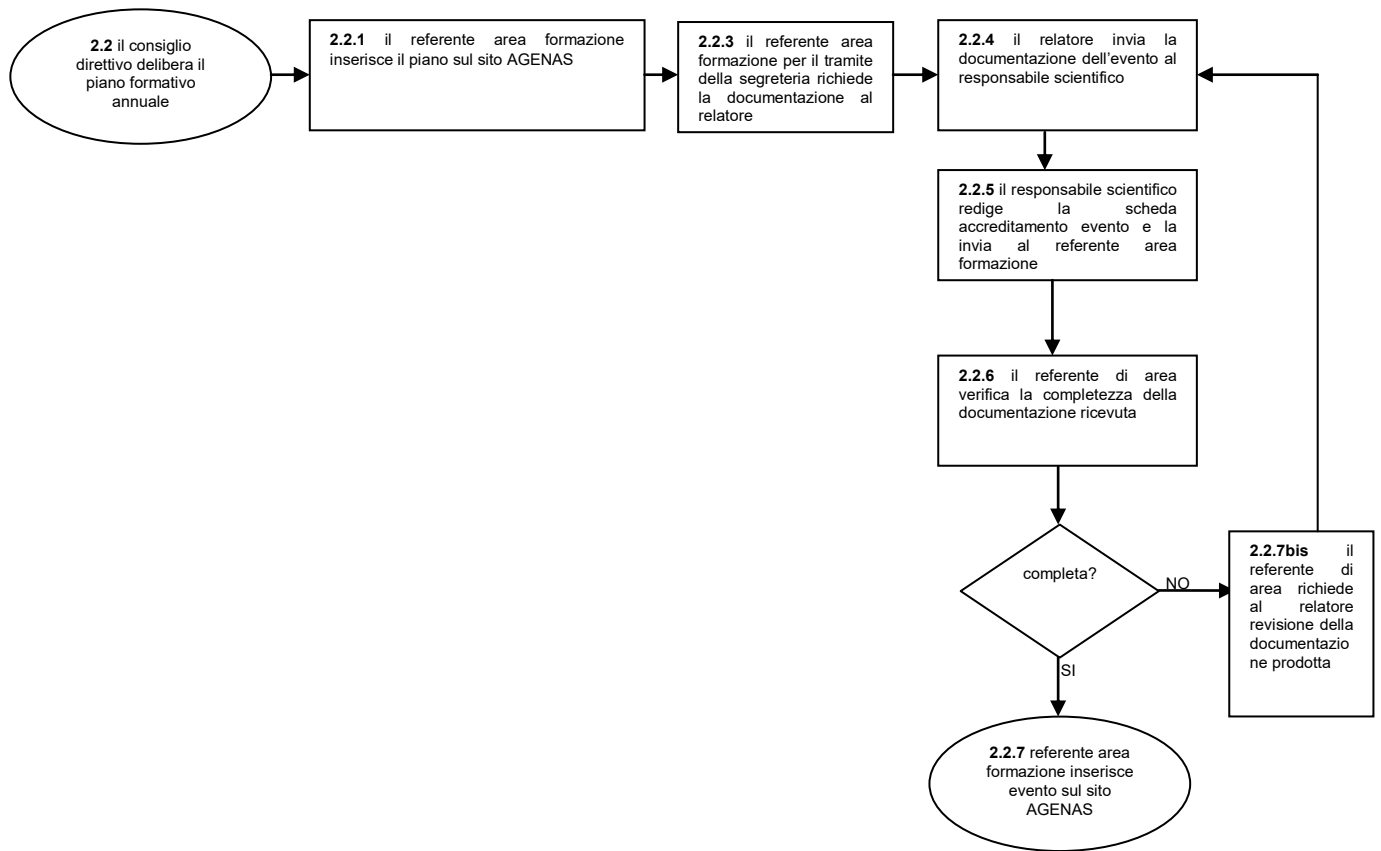 2.2 il consiglio
direttivo delibera il
piano formativo
annuale
2.2.1 il referente area formazione
inserisce il piano sul sito AGENAS
2.2.3 il referente area
formazione per il tramite
della segreteria richiede
la documentazione al
relatore
2.2.4 il relatore invia la
documentazione dell'evento al
responsabile scientifico
2.2.5 il responsabile scientifico
redige la scheda
accreditamento evento e la
invia al referente area
formazione
2.2.6 il referente di area
verifica la completezza della
documentazione ricevuta
completa?
NO
2.2.7bis il
referente di
area richiede
al relatore
revisione della
documentazio
ne prodotta
SI
2.2.7 referente area
formazione inserisce
evento sul sito
AGENAS